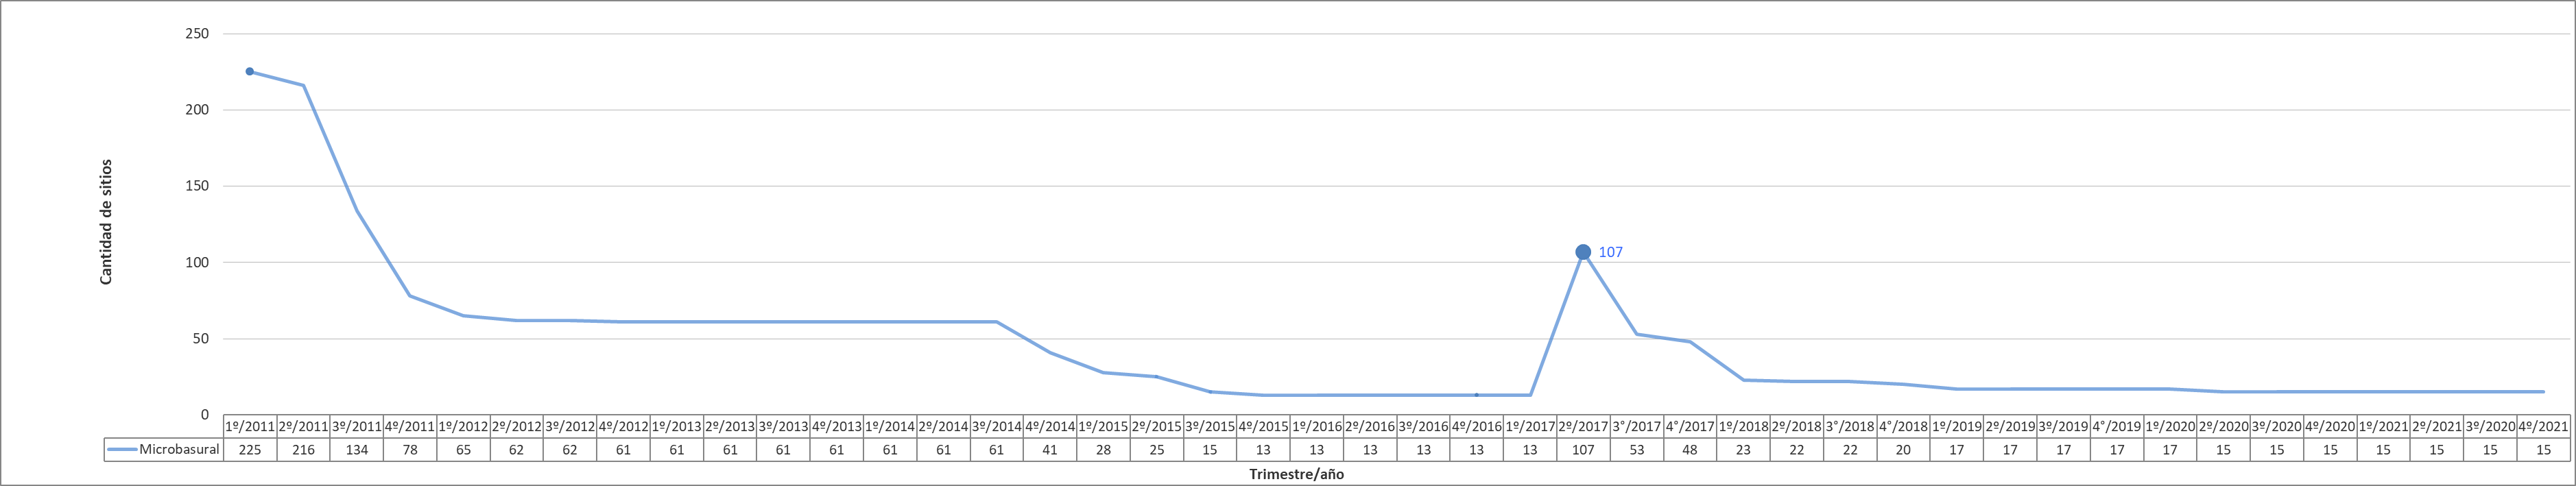 250
200
150
100
50
0
Cantidad de sitios
107
1º/2011 2º/2011 3º/2011 4º/2011 1º/2012 2º/2012 3º/2012 4º/2012 1º/2013 2º/2013 3º/2013 4º/2013 1º/2014 2º/2014 3º/2014 4º/2014 1º/2015 2º/2015 3º/2015 4º/2015 1º/2016 2º/2016 3º/2016 4º/2016 1º/2017 2º/2017 3°/2017 4°/2017 1º/2018 2º/2018 3°/2018 4°/2018 1º/2019 2º/2019 3º/2019 4°/2019 1º/2020 2º/2020 3º/2020 4º/2020 1º/2021 2º/2021 3º/2020 4º/2021
Microbasural 225 216 134 78 65 62 62 61 61 61 61 61 61 61 61 41 28 25 15 13 13 13 13 13 13 107 53 48 23 22 22 20 17 17 17 17 17 15 15 15 15 15 15 15
Trimestre/año